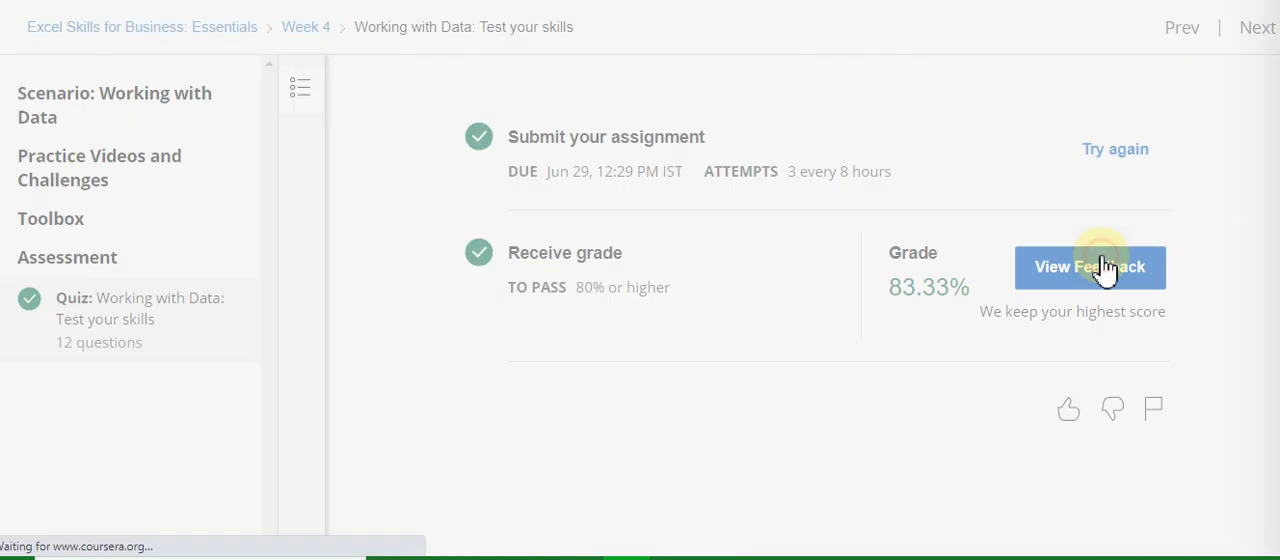 Excel Skills for Business: Essentials > Week 4 > Working with Data: Test your skills
Prev | Next
Scenario: Working with
Data
Practice Videos and
Challenges
Toolbox
Assessment
Quiz: Working with Data:
Test your skills
12 questions
Submit your assignment
DUE Jun 29, 12:29 PM IST ATTEMPTS 3 every 8 hours
Try again
Receive grade
TO PASS 80% or higher
Grade
83.33%
View Feedback
We keep your highest score
Waiting for www.coursera.org...